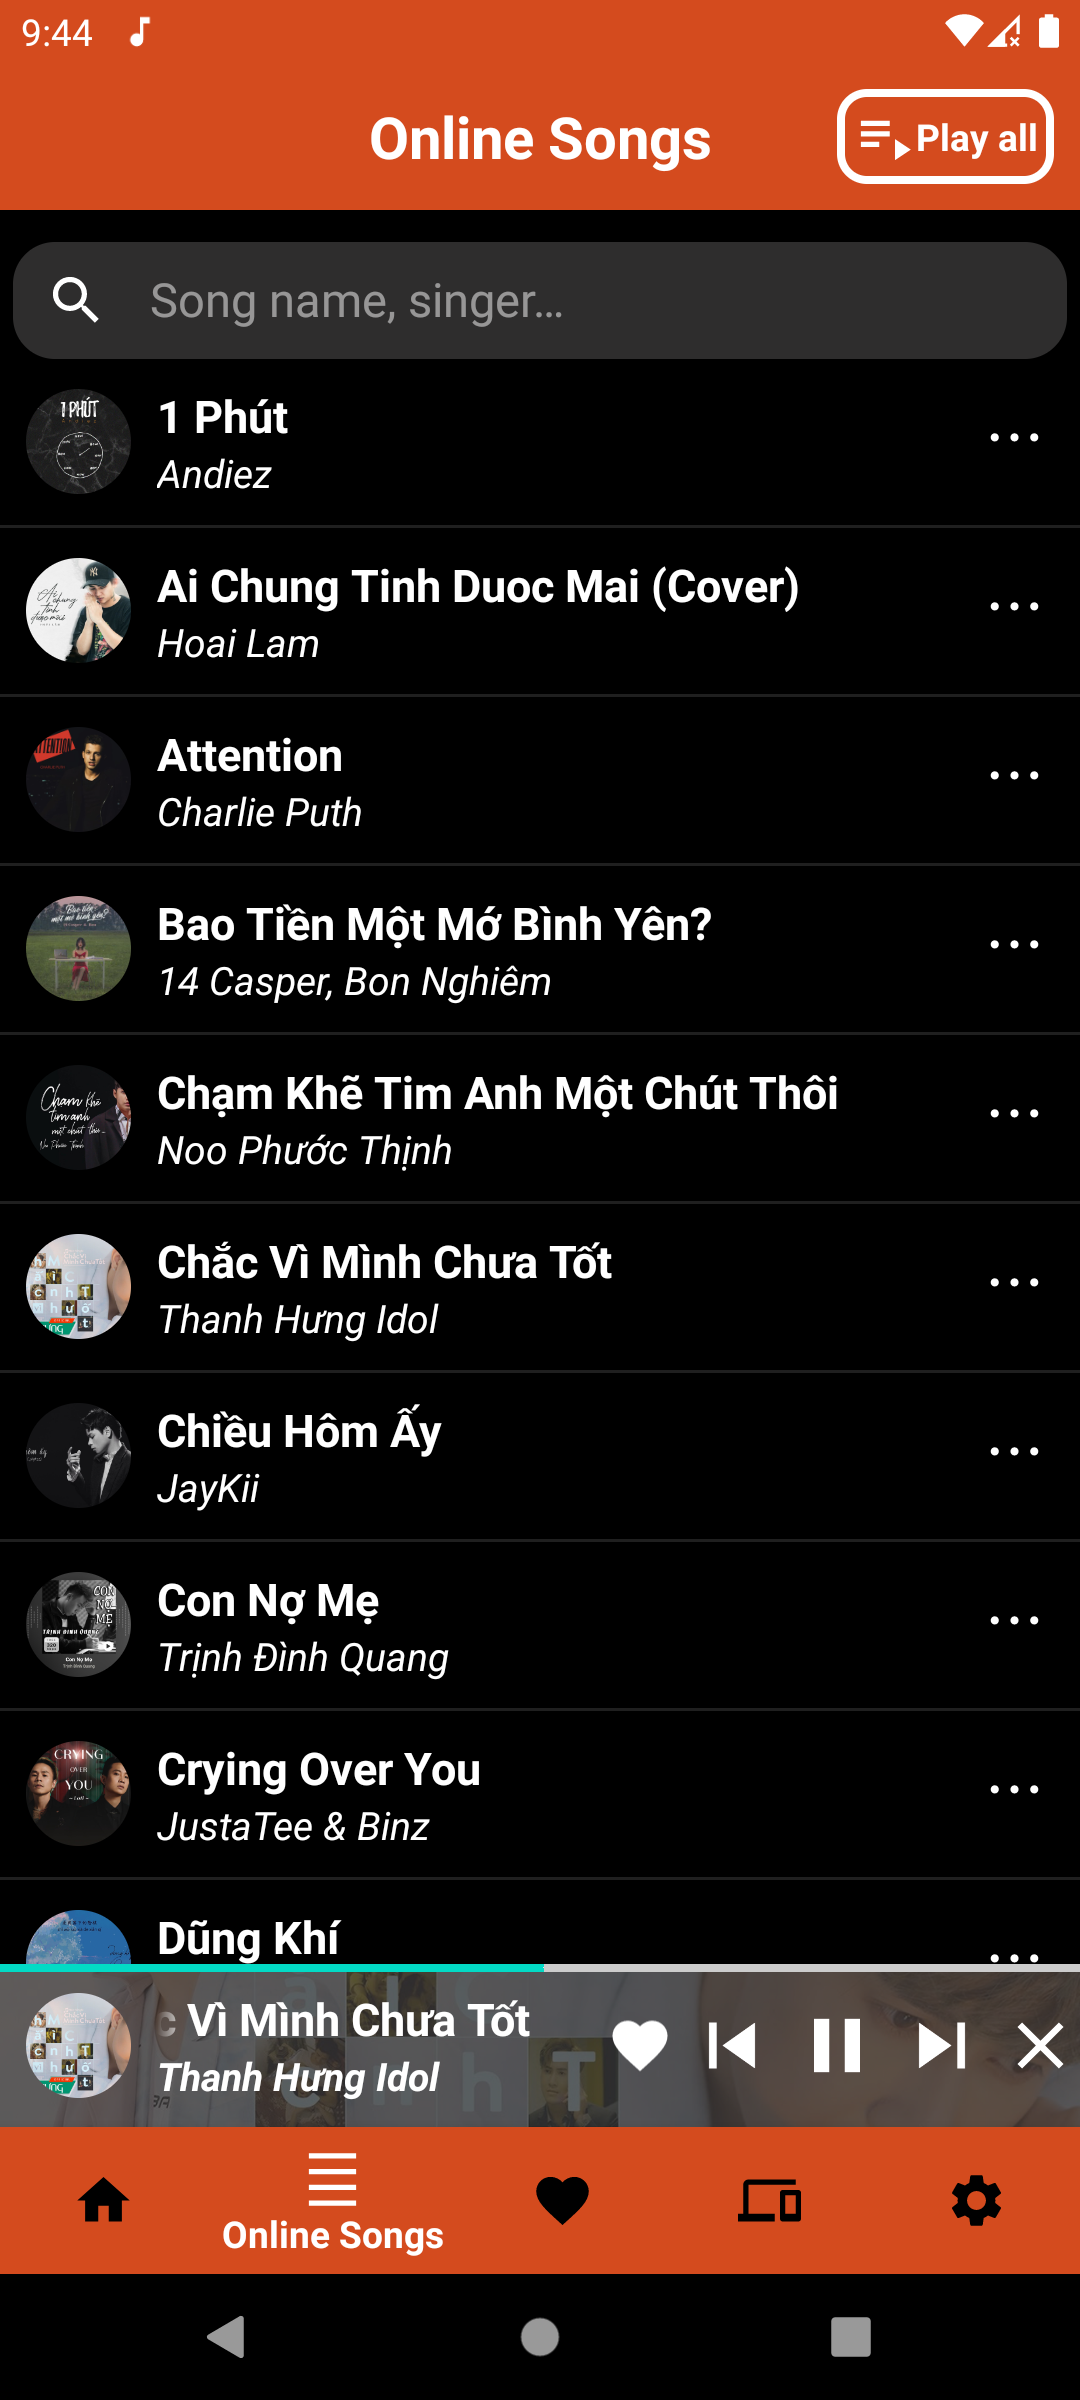 9:44
Online Songs
Play all
Song name, singer...
1 Phút
Andiez
Ai Chung Tinh Duoc Mai (Cover)
Hoai Lam
Attention
Charlie Puth
Bao Tiền Một Mớ Bình Yên?
14 Casper, Bon Nghiêm
Chạm Khẽ Tim Anh Một Chút Thôi
Noo Phước Thịnh
Chắc Vì Mình Chưa Tốt
Thanh Hưng Idol
Chiều Hôm Ấy
JayKii
Con Nợ Mẹ
Trịnh Đình Quang
Crying Over You
JustaTee & Binz
Dũng Khí
c Vì Mình Chưa Tốt
Thanh Hưng Idol
Online Songs